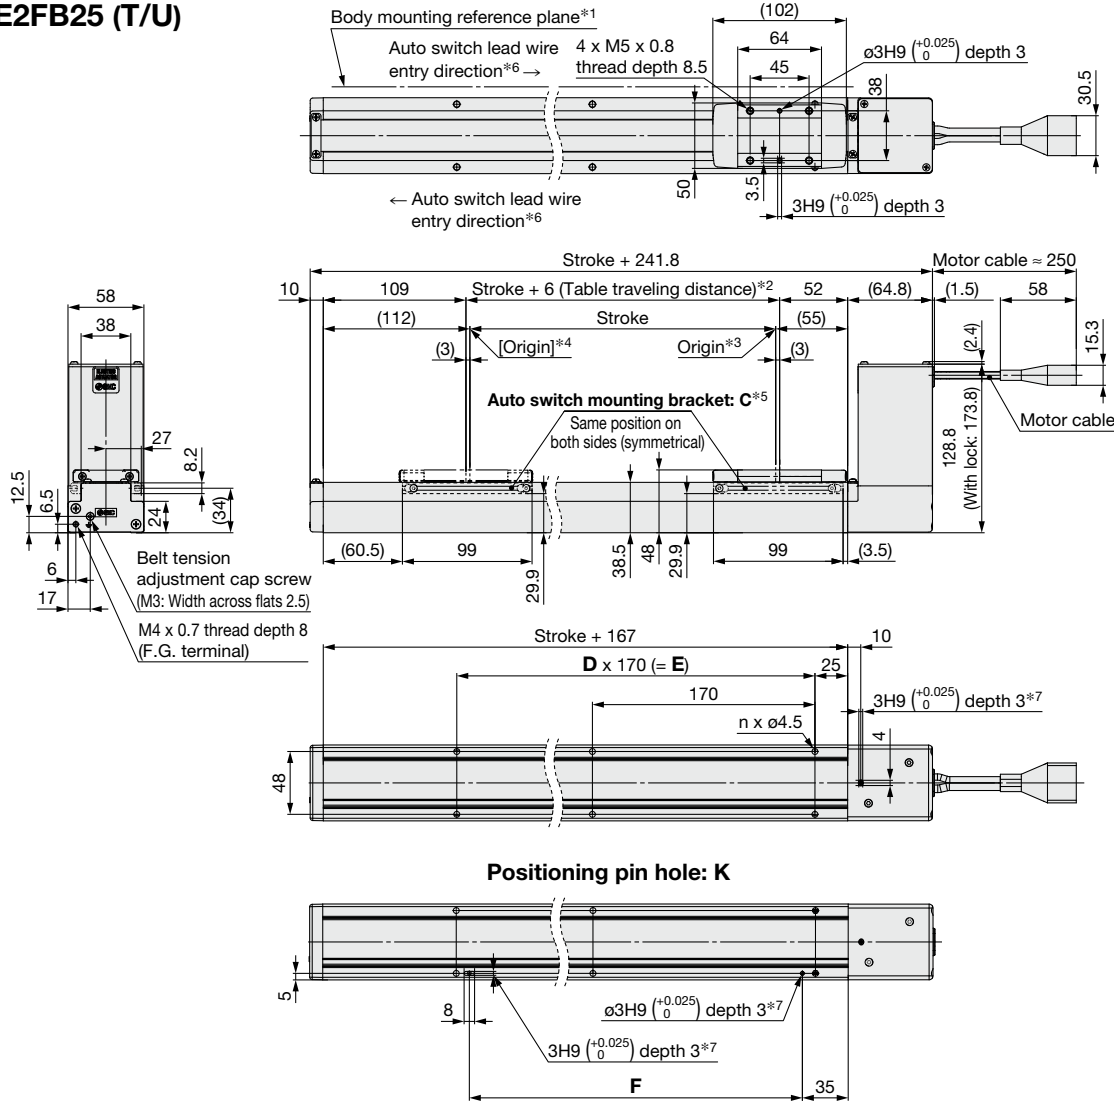 E2FB25 (T/U)
Body mounting reference plane*1
Auto switch lead wire
entry direction*6 →
4 x M5 x 0.8
thread depth 8.5
(102)
64
45
ø3H9 (+0.025 0) depth 3
38
30.5
50
3.5
← Auto switch lead wire
entry direction*6
3H9 (+0.025 0) depth 3
Stroke + 241.8
Motor cable ≈ 250
10
109
Stroke + 6 (Table traveling distance)*2
52
(64.8)
(1.5)
58
(112)
Stroke
(55)
(3)
[Origin]*4
Origin*3
(3)
(2.4)
15.3
Auto switch mounting bracket: C*5
Same position on
both sides (symmetrical)
Motor cable
128.8
(With lock: 173.8)
(60.5)
99
29.9
38.5
48
29.9
99
(3.5)
58
38
27
8.2
12.5
6.5
24
(34)
6
17
Belt tension
adjustment cap screw
(M3: Width across flats 2.5)
M4 x 0.7 thread depth 8
(F.G. terminal)
Stroke + 167
10
D x 170 (= E)
25
170
3H9 (+0.025 0) depth 3*7
n x ø4.5
4
48
Positioning pin hole: K
5
8
ø3H9 (+0.025 0) depth 3*7
3H9 (+0.025 0) depth 3*7
F
35